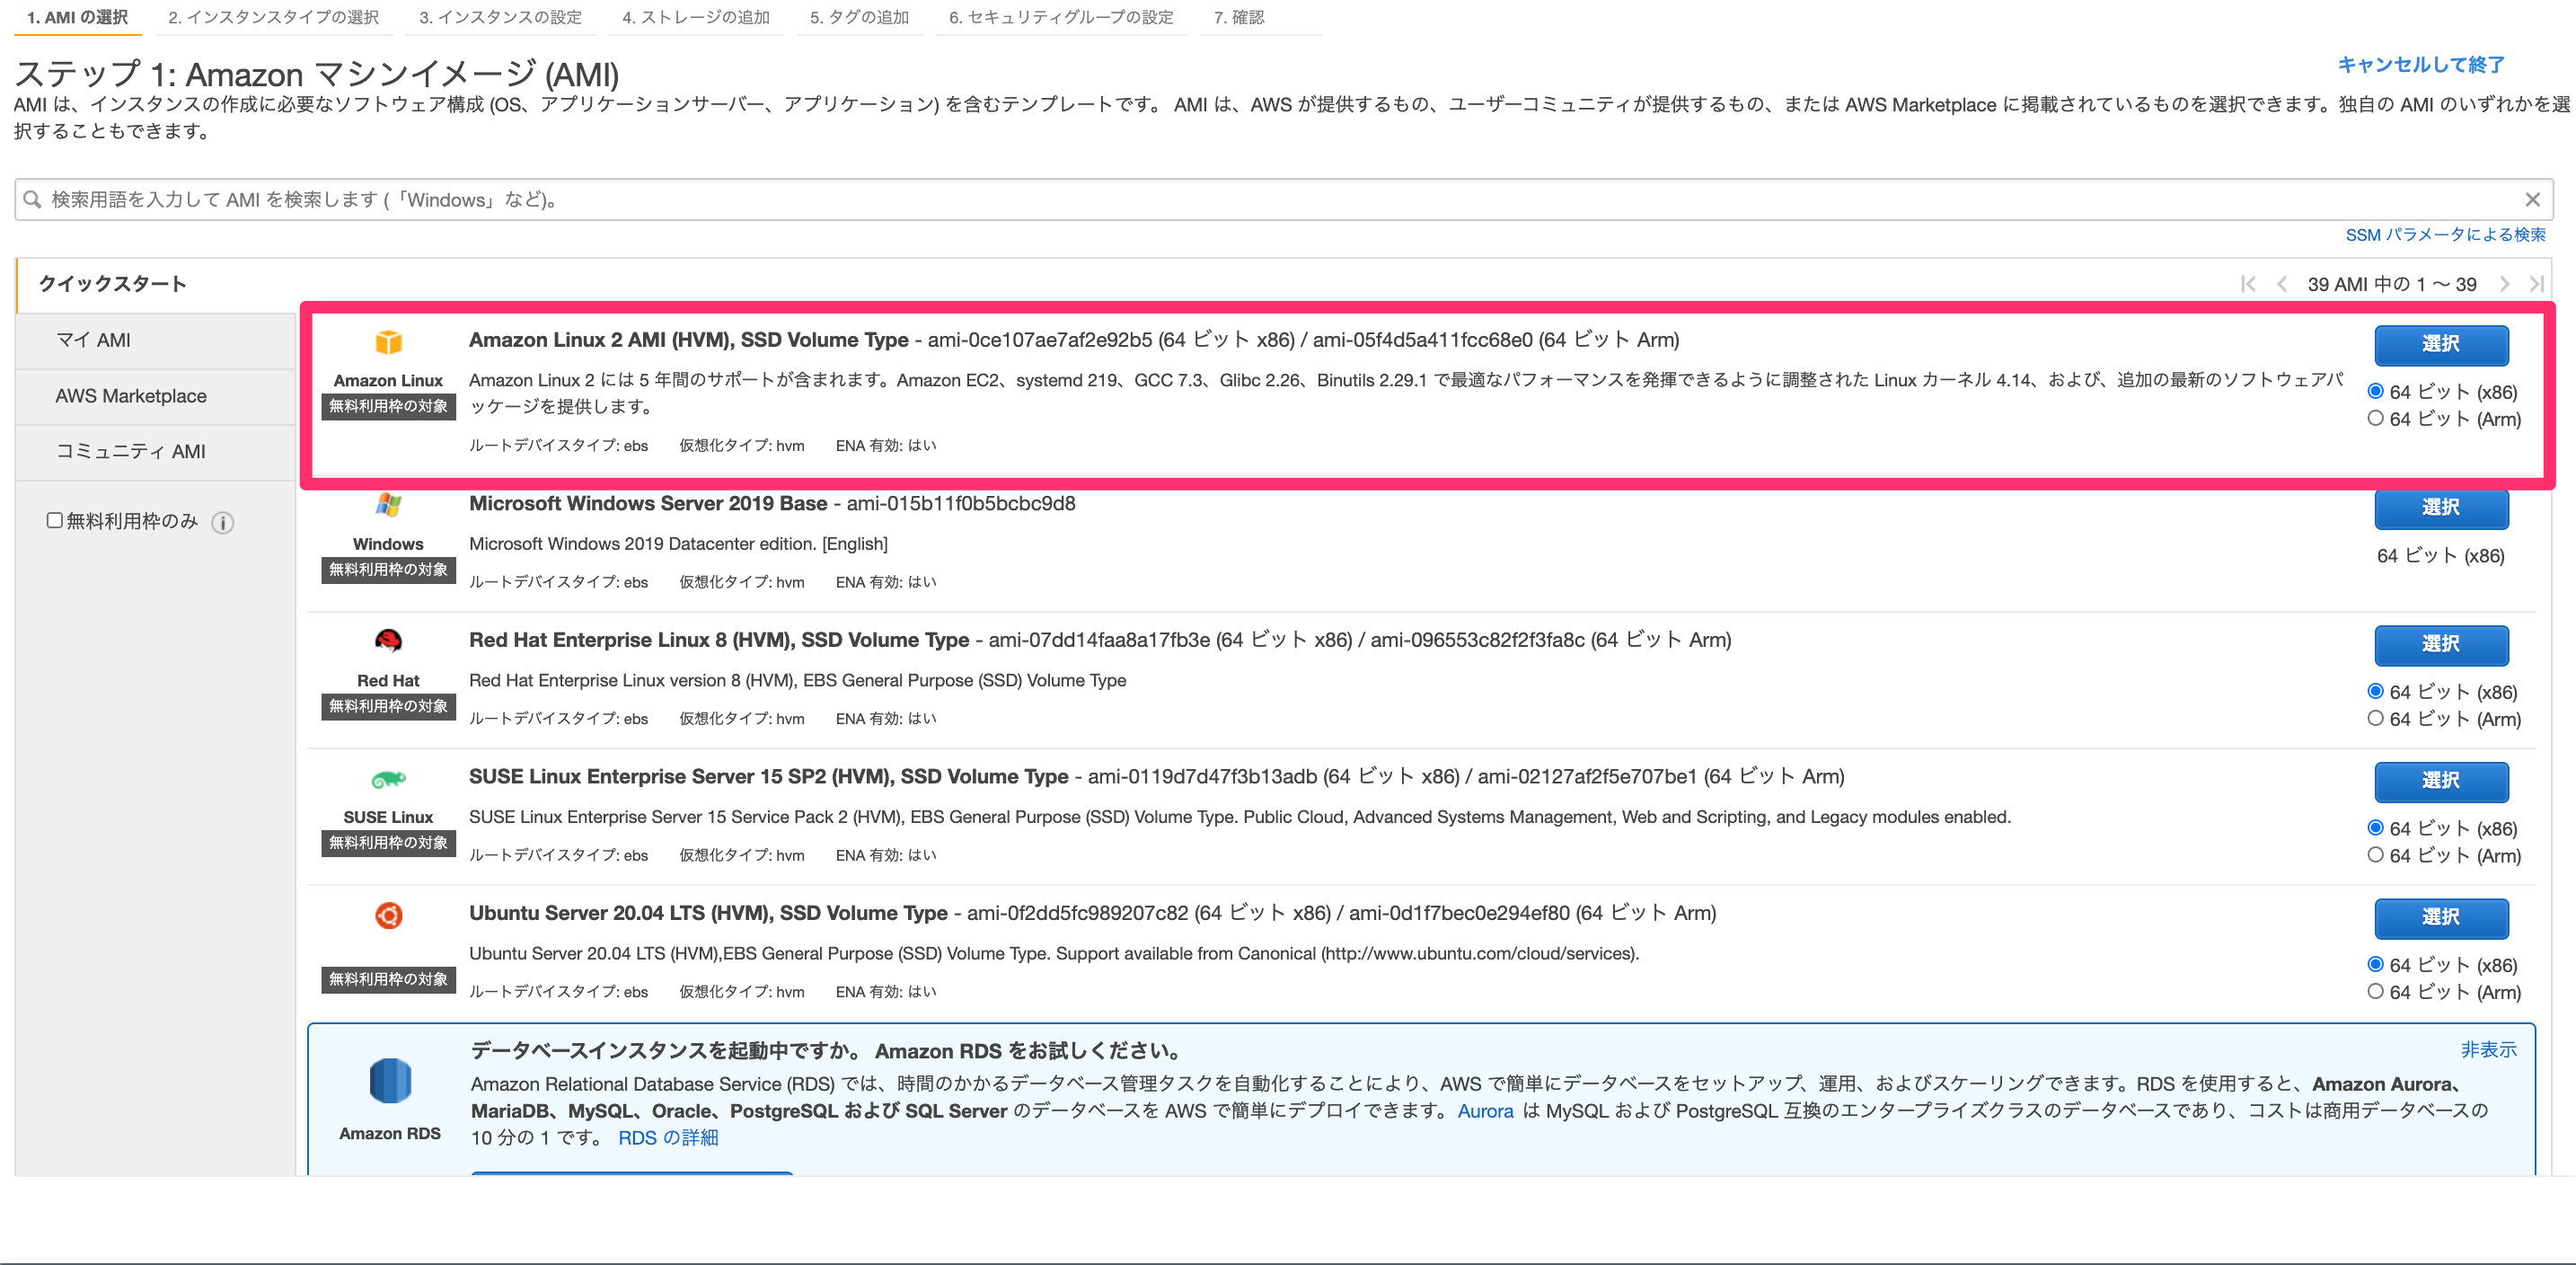 1. AMI の選択
2. インスタンスタイプの選択
3. インスタンスの設定
4. ストレージの追加
5. タグの追加
6. セキュリティグループの設定
7. 確認
ステップ 1: Amazon マシンイメージ (AMI)
キャンセルして終了
AMI は、インスタンスの作成に必要なソフトウェア構成 (OS、アプリケーションサーバー、アプリケーション) を含むテンプレートです。 AMI は、AWS が提供するもの、ユーザーコミュニティが提供するもの、または AWS Marketplace に掲載されているものを選択できます。独自の AMI のいずれかを選
択することもできます。
検索用語を入力して AMI を検索します (「Windows」など)。
SSM パラメータによる検索
クイックスタート
39 AMI 中の 1 ～ 39
マイ AMI
AWS Marketplace
コミュニティ AMI
無料利用枠のみ
Amazon Linux
無料利用枠の対象
Amazon Linux 2 AMI (HVM), SSD Volume Type - ami-0ce107ae7af2e92b5 (64 ビット x86) / ami-05f4d5a411fcc68e0 (64 ビット Arm)
Amazon Linux 2 には 5 年間のサポートが含まれます。Amazon EC2、systemd 219、GCC 7.3、Glibc 2.26、Binutils 2.29.1 で最適なパフォーマンスを発揮できるように調整された Linux カーネル 4.14、および、追加の最新のソフトウェアパ
ッケージを提供します。
ルートデバイスタイプ: ebs 仮想化タイプ: hvm ENA 有効: はい
選択
64 ビット (x86)
64 ビット (Arm)
Windows
無料利用枠の対象
Microsoft Windows Server 2019 Base - ami-015b11f0b5bcbc9d8
Microsoft Windows 2019 Datacenter edition. [English]
ルートデバイスタイプ: ebs 仮想化タイプ: hvm ENA 有効: はい
選択
64 ビット (x86)
Red Hat
無料利用枠の対象
Red Hat Enterprise Linux 8 (HVM), SSD Volume Type - ami-07dd14faa8a17fb3e (64 ビット x86) / ami-096553c82f2f3fa8c (64 ビット Arm)
Red Hat Enterprise Linux version 8 (HVM), EBS General Purpose (SSD) Volume Type
ルートデバイスタイプ: ebs 仮想化タイプ: hvm ENA 有効: はい
選択
64 ビット (x86)
64 ビット (Arm)
SUSE Linux
無料利用枠の対象
SUSE Linux Enterprise Server 15 SP2 (HVM), SSD Volume Type - ami-0119d7d47f3b13adb (64 ビット x86) / ami-02127af2f5e707be1 (64 ビット Arm)
SUSE Linux Enterprise Server 15 Service Pack 2 (HVM), EBS General Purpose (SSD) Volume Type. Public Cloud, Advanced Systems Management, Web and Scripting, and Legacy modules enabled.
ルートデバイスタイプ: ebs 仮想化タイプ: hvm ENA 有効: はい
選択
64 ビット (x86)
64 ビット (Arm)
無料利用枠の対象
Ubuntu Server 20.04 LTS (HVM), SSD Volume Type - ami-0f2dd5fc989207c82 (64 ビット x86) / ami-0d1f7bec0e294ef80 (64 ビット Arm)
Ubuntu Server 20.04 LTS (HVM),EBS General Purpose (SSD) Volume Type. Support available from Canonical (http://www.ubuntu.com/cloud/services).
ルートデバイスタイプ: ebs 仮想化タイプ: hvm ENA 有効: はい
選択
64 ビット (x86)
64 ビット (Arm)
Amazon RDS
データベースインスタンスを起動中ですか。 Amazon RDS をお試しください。
非表示
Amazon Relational Database Service (RDS) では、時間のかかるデータベース管理タスクを自動化することにより、AWS で簡単にデータベースをセットアップ、運用、およびスケーリングできます。RDS を使用すると、Amazon Aurora、
MariaDB、MySQL、Oracle、PostgreSQL および SQL Server のデータベースを AWS で簡単にデプロイできます。 Aurora は MySQL および PostgreSQL 互換のエンタープライズクラスのデータベースであり、コストは商用データベースの
10 分の 1 です。 RDS の詳細